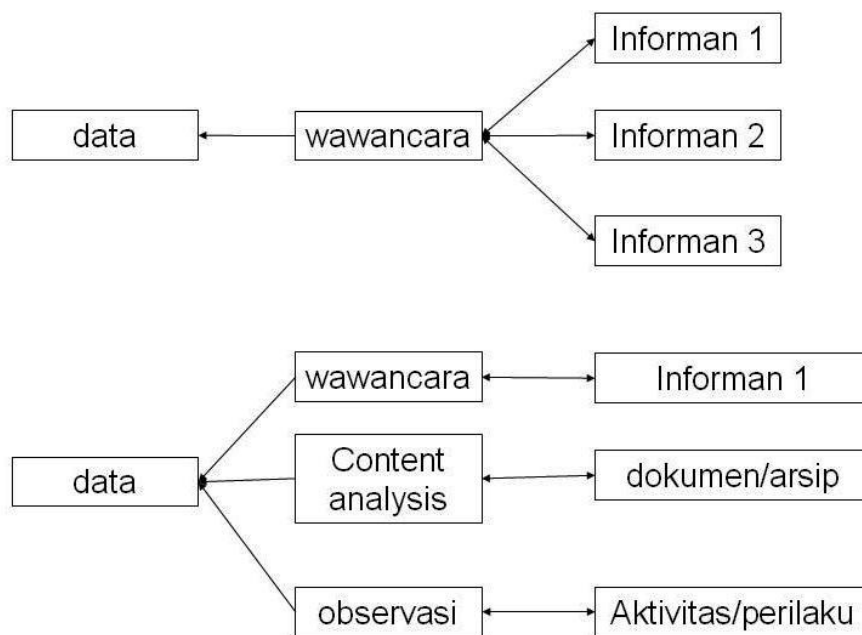 Informan 1
data
wawancara
Informan 2
Informan 3
wawancara
Informan 1
data
Content
analysis
dokumen/arsip
observasi
Aktivitas/perilaku